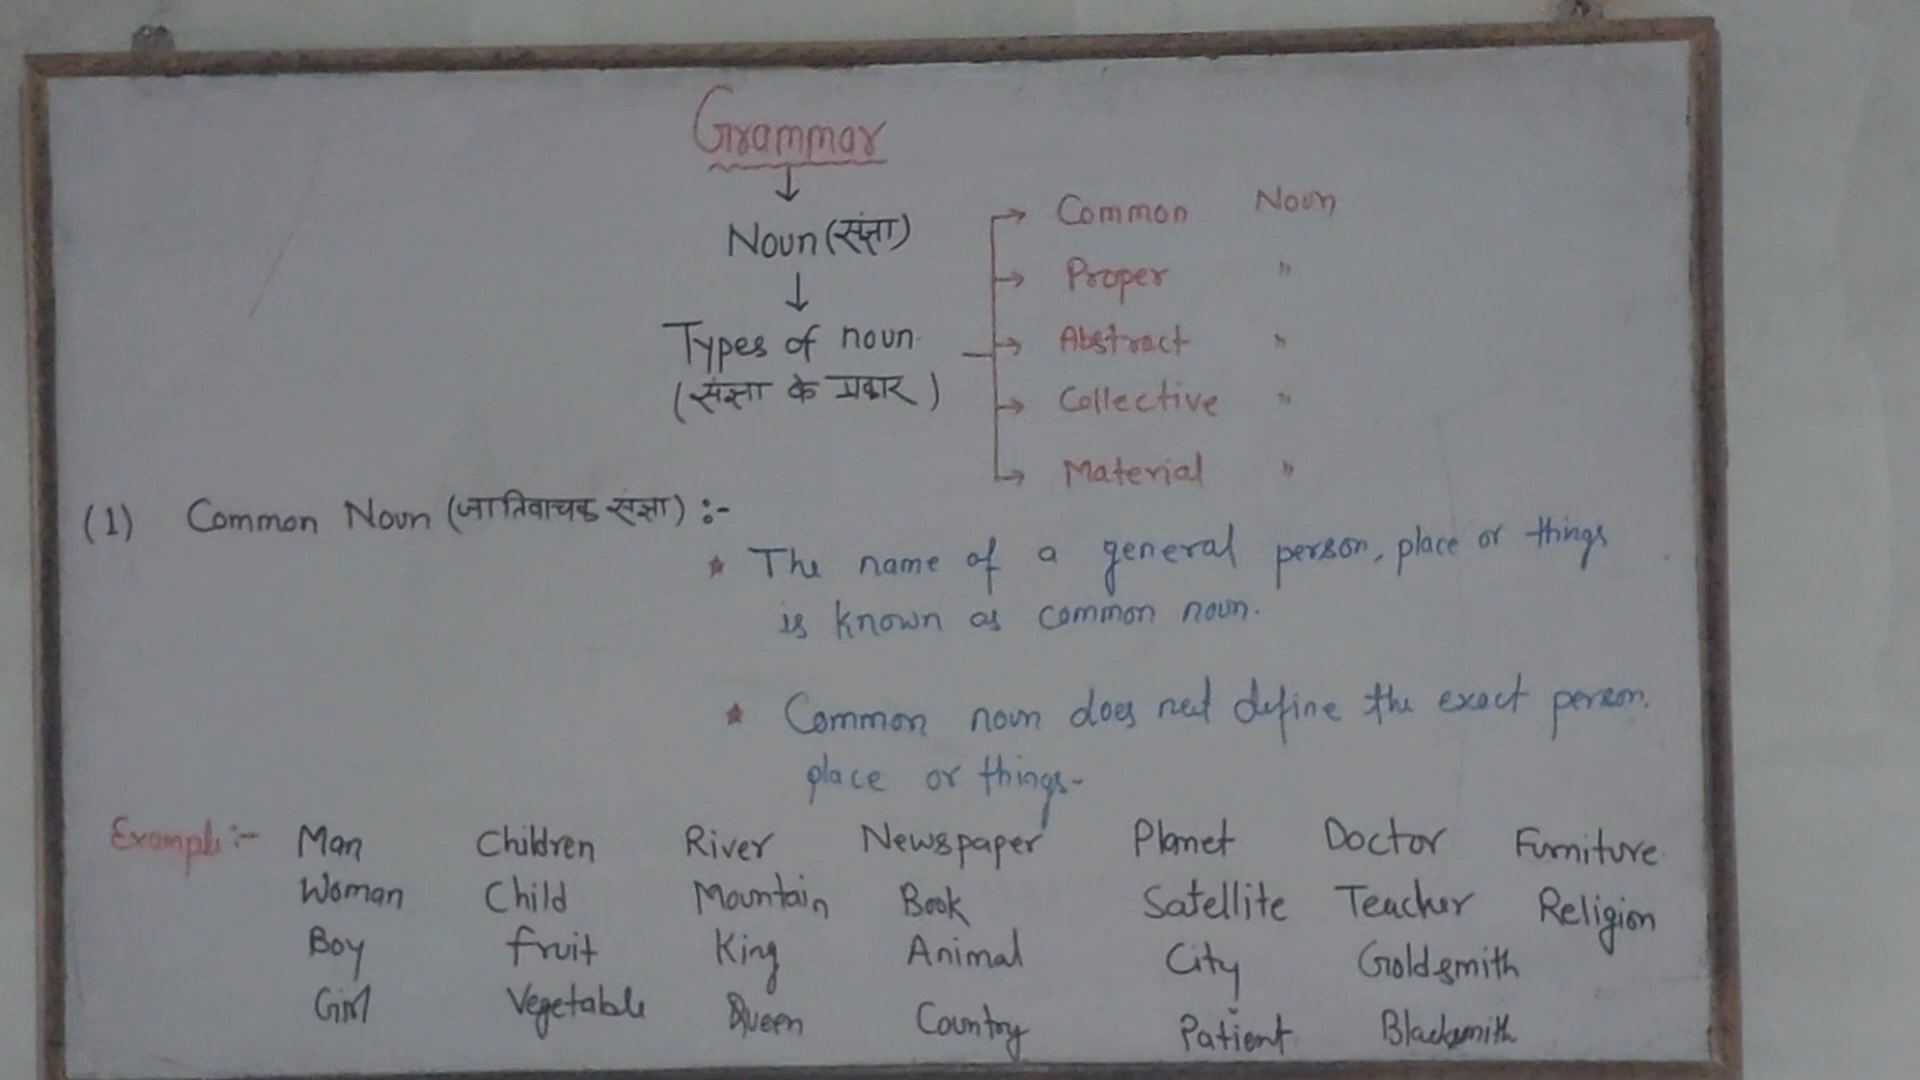 Grammar
Noun (संज्ञा)
Types of noun
(संज्ञा के प्रकार)
Common Noun
Proper "
Abstract "
Collective "
Material "
(1) Common Noun (जातिवाचक संज्ञा) :-
* The name of a general person, place or things
is known as common noun.
* Common noun does not define the exact person,
place or things-
Example:- Man Children River Newspaper Planet Doctor Furniture
Woman Child Mountain Book Satellite Teacher Religion
Boy fruit King Animal City Goldsmith
Girl Vegetable Queen Country Patient Blacksmith